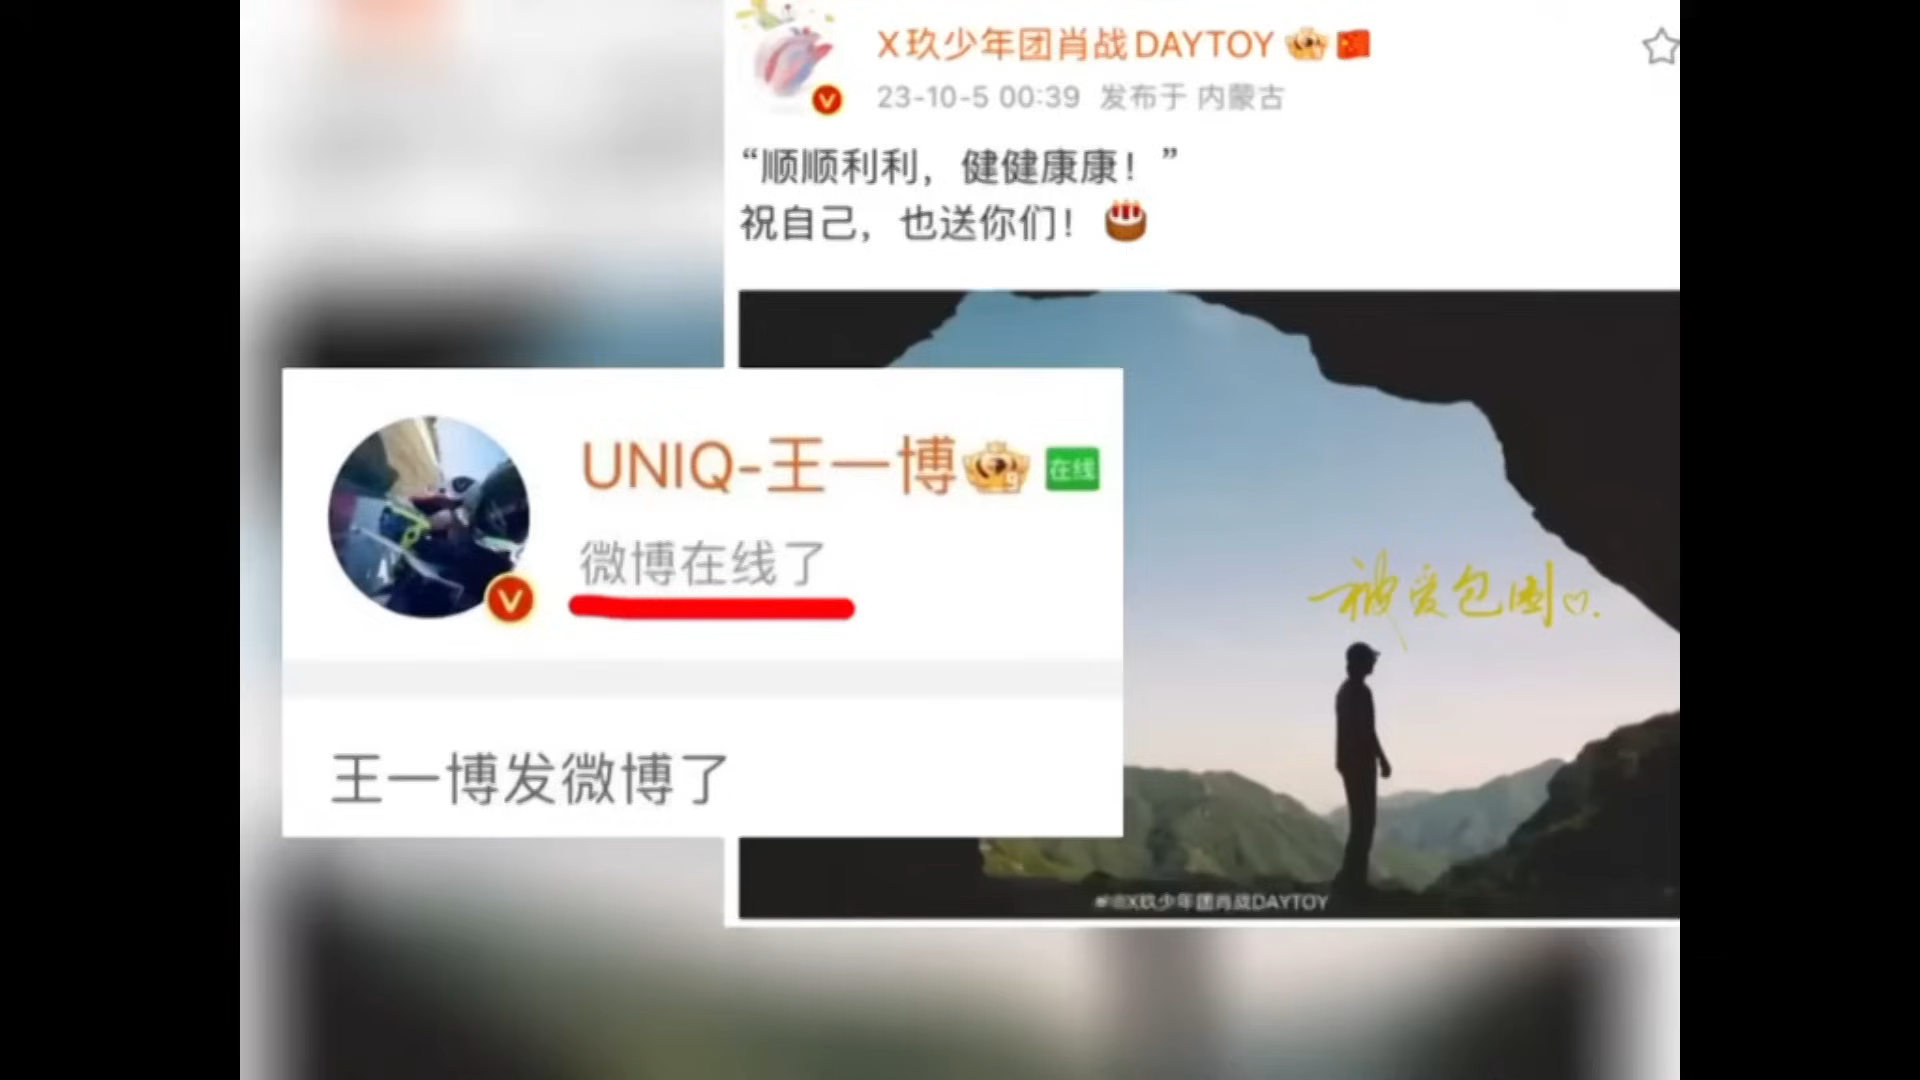 X玖少年团肖战DAYTOY
23-10-5 00:39 发布于 内蒙古
“顺顺利利，健健康康！”
祝自己，也送你们！
UNIQ-王一博
在线
微博在线了
王一博发微博了
被爱包围♡.
@X玖少年团肖战DAYTOY